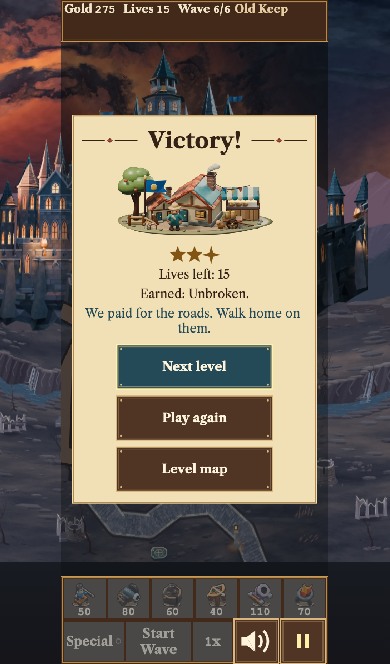 Gold 275 Lives 15 Wave 6/6 Old Keep
Victory!
Lives left: 15
Earned: Unbroken.
We paid for the roads. Walk home on
them.
Next level
Play again
Level map
50 80 60 40 110 70
Special
Start
Wave
1x